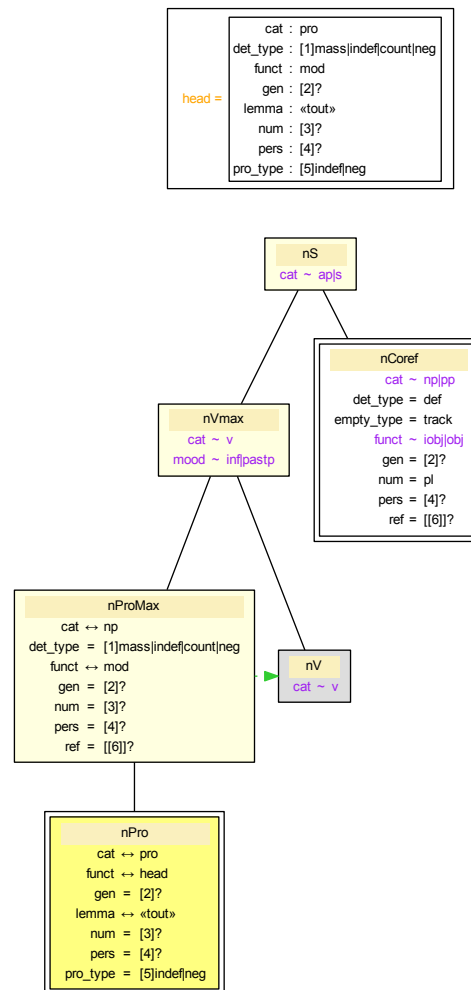 head =
cat : pro
det_type : [1]mass|indef|count|neg
funct : mod
gen : [2]?
lemma : «tout»
num : [3]?
pers : [4]?
pro_type : [5]indef|neg
nS
cat ~ ap|s
nCoref
cat ~ np|pp
det_type = def
empty_type = track
funct ~ iobj|obj
gen = [2]?
num = pl
pers = [4]?
ref = [[6]]?
nVmax
cat ~ v
mood ~ inf|pastp
nProMax
cat ↔ np
det_type = [1]mass|indef|count|neg
funct ↔ mod
gen = [2]?
num = [3]?
pers = [4]?
ref = [[6]]?
nV
cat ~ v
nPro
cat ↔ pro
funct ↔ head
gen = [2]?
lemma ↔ «tout»
num = [3]?
pers = [4]?
pro_type = [5]indef|neg